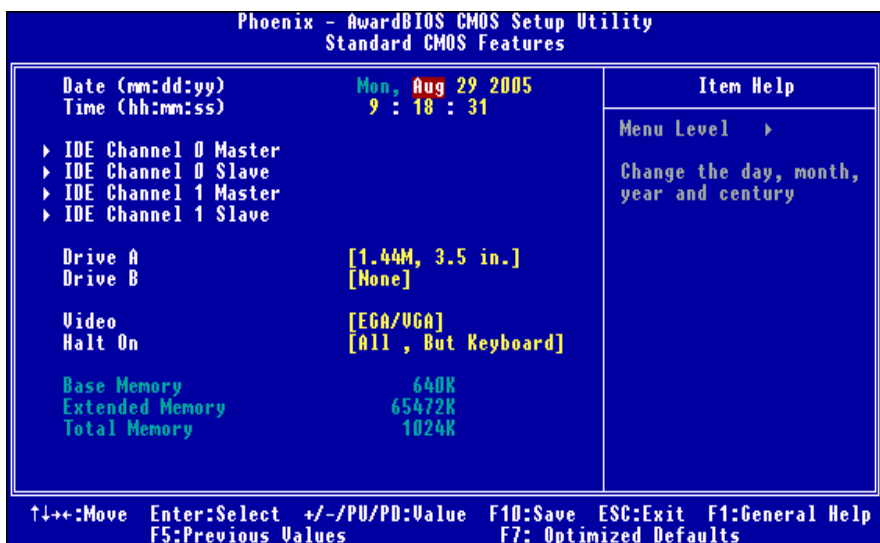 Phoenix - AwardBIOS CMOS Setup Utility
Standard CMOS Features
Date (mm:dd:yy) Mon, Aug 29 2005
Time (hh:mm:ss) 9 : 18 : 31
IDE Channel 0 Master
IDE Channel 0 Slave
IDE Channel 1 Master
IDE Channel 1 Slave
Drive A [1.44M, 3.5 in.]
Drive B [None]
Video [EGA/VGA]
Halt On [All , But Keyboard]
Base Memory 640K
Extended Memory 65472K
Total Memory 1024K
Item Help
Menu Level ▸
Change the day, month,
year and century
↑↓→←:Move Enter:Select +/-/PU/PD:Value F10:Save ESC:Exit F1:General Help
F5:Previous Values F7: Optimized Defaults